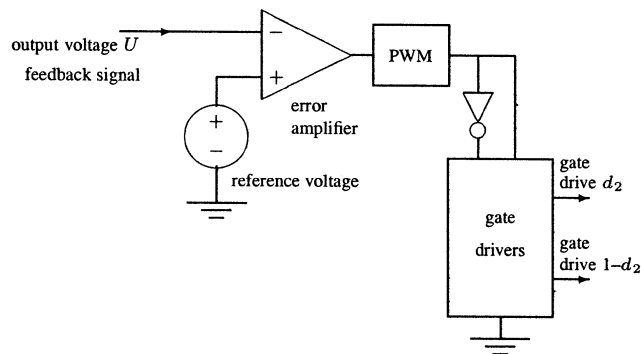 output voltage U
feedback signal
−
+
error
amplifier
PWM
+
−
reference voltage
gate
drivers
gate
drive d₂
gate
drive 1−d₂